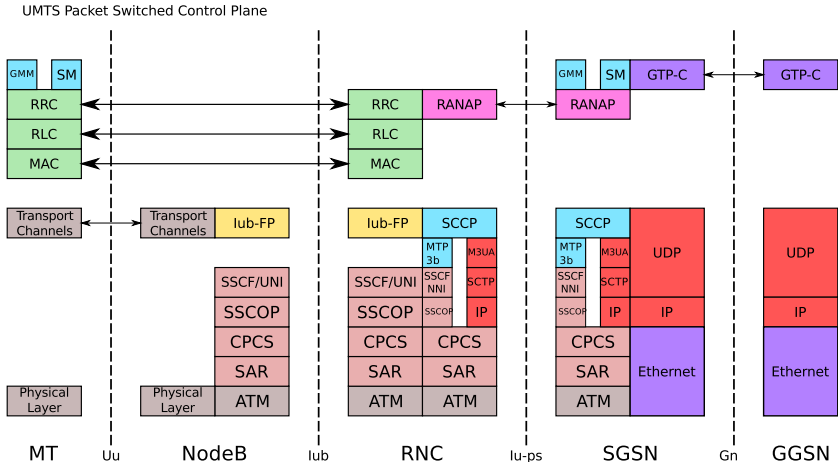 UMTS Packet Switched Control Plane
GMM SM GMM SM GTP-C GTP-C
RRC RRC RANAP RANAP
RLC RLC
MAC MAC
Transport Channels Transport Channels Iub-FP Iub-FP SCCP SCCP
MTP 3b M3UA MTP 3b M3UA UDP UDP
SSCF/UNI SSCF/UNI SSCF NNI SCTP SSCF NNI SCTP
SSCOP SSCOP SSCOP IP SSCOP IP IP IP
CPCS CPCS CPCS CPCS
SAR SAR SAR SAR Ethernet Ethernet
Physical Layer Physical Layer ATM ATM ATM ATM
MT Uu NodeB Iub RNC Iu-ps SGSN Gn GGSN